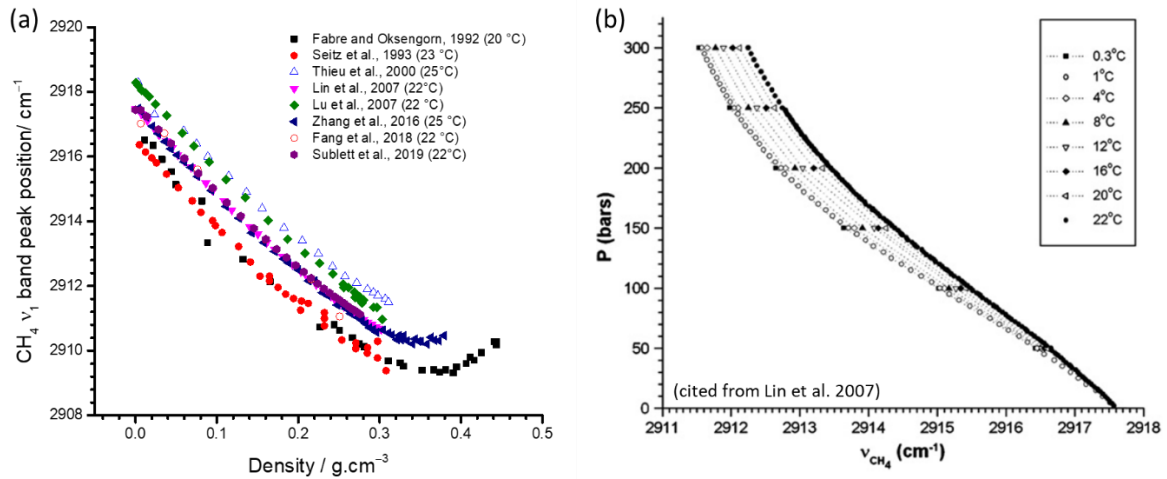 (a)
2920
2918
2916
2914
2912
2910
2908
CH₄ ν₁ band peak position/ cm⁻¹
Fabre and Oksengorn, 1992 (20 °C)
Seitz et al., 1993 (23 °C)
Thieu et al., 2000 (25°C)
Lin et al., 2007 (22°C)
Lu et al., 2007 (22 °C)
Zhang et al., 2016 (25 °C)
Fang et al., 2018 (22 °C)
Sublett et al., 2019 (22°C)
0.0 0.1 0.2 0.3 0.4 0.5
Density / g.cm⁻³
(b)
300
250
200
150
100
50
0
P (bars)
0.3°C
1°C
4°C
8°C
12°C
16°C
20°C
22°C
(cited from Lin et al. 2007)
2911 2912 2913 2914 2915 2916 2917 2918
ν_CH₄ (cm⁻¹)